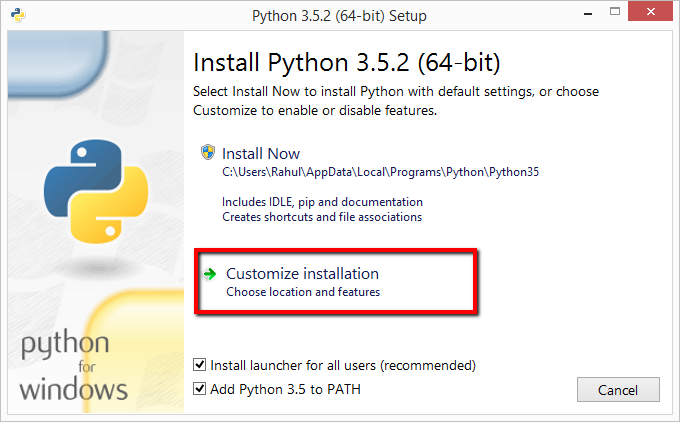 Python 3.5.2 (64-bit) Setup
Install Python 3.5.2 (64-bit)
Select Install Now to install Python with default settings, or choose
Customize to enable or disable features.
Install Now
C:\Users\Rahul\AppData\Local\Programs\Python\Python35
Includes IDLE, pip and documentation
Creates shortcuts and file associations
Customize installation
Choose location and features
python
for
windows
Install launcher for all users (recommended)
Add Python 3.5 to PATH
Cancel